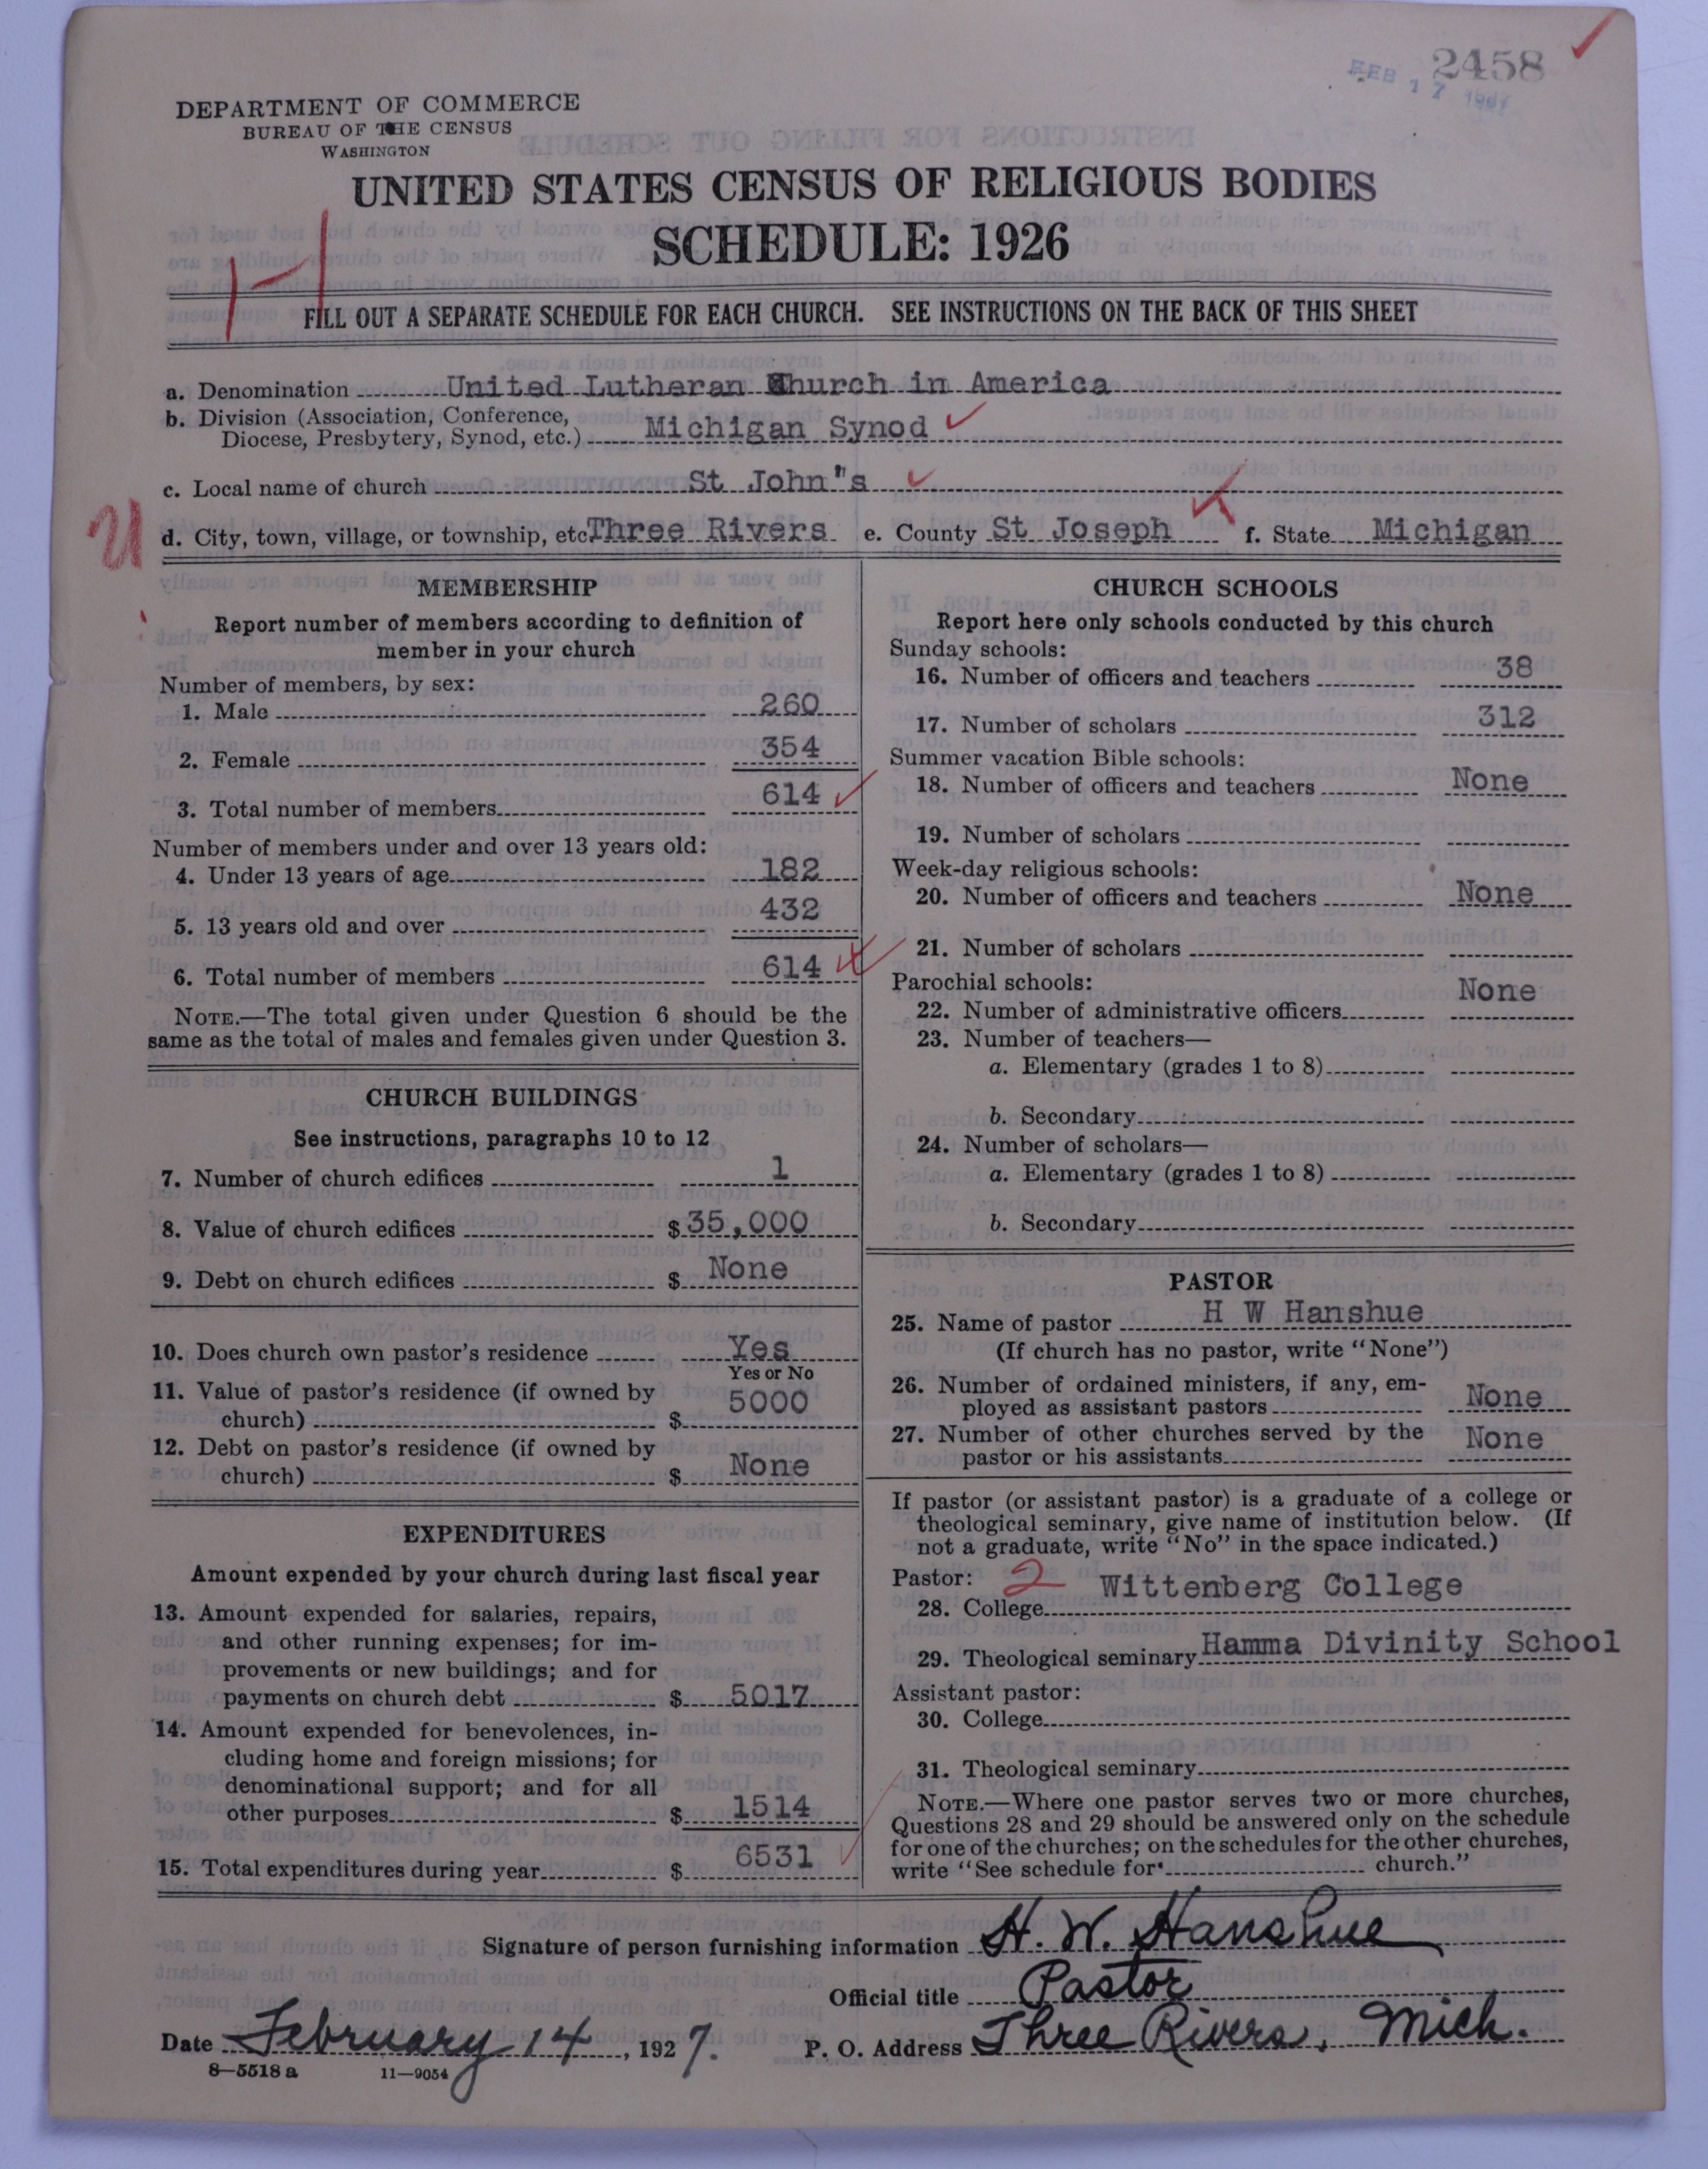 2458
FEB 17 1927
DEPARTMENT OF COMMERCE
BUREAU OF THE CENSUS
WASHINGTON
UNITED STATES CENSUS OF RELIGIOUS BODIES
SCHEDULE: 1926
FILL OUT A SEPARATE SCHEDULE FOR EACH CHURCH. SEE INSTRUCTIONS ON THE BACK OF THIS SHEET
a. Denomination United Lutheran Church in America
b. Division (Association, Conference,
Diocese, Presbytery, Synod, etc.) Michigan Synod
c. Local name of church St John"s
d. City, town, village, or township, etc. Three Rivers e. County St Joseph f. State Michigan
MEMBERSHIP
Report number of members according to definition of
member in your church
Number of members, by sex:
1. Male 260
2. Female 354
3. Total number of members 614
Number of members under and over 13 years old:
4. Under 13 years of age 182
5. 13 years old and over 432
6. Total number of members 614
NOTE.—The total given under Question 6 should be the
same as the total of males and females given under Question 3.
CHURCH BUILDINGS
See instructions, paragraphs 10 to 12
7. Number of church edifices 1
8. Value of church edifices $ 35,000
9. Debt on church edifices $ None
10. Does church own pastor's residence Yes
Yes or No
11. Value of pastor's residence (if owned by
church) $ 5000
12. Debt on pastor's residence (if owned by
church) $ None
EXPENDITURES
Amount expended by your church during last fiscal year
13. Amount expended for salaries, repairs,
and other running expenses; for im-
provements or new buildings; and for
payments on church debt $ 5017
14. Amount expended for benevolences, in-
cluding home and foreign missions; for
denominational support; and for all
other purposes $ 1514
15. Total expenditures during year $ 6531
CHURCH SCHOOLS
Report here only schools conducted by this church
Sunday schools:
16. Number of officers and teachers 38
17. Number of scholars 312
Summer vacation Bible schools:
18. Number of officers and teachers None
19. Number of scholars
Week-day religious schools:
20. Number of officers and teachers None
21. Number of scholars
Parochial schools:
22. Number of administrative officers None
23. Number of teachers—
a. Elementary (grades 1 to 8)
b. Secondary
24. Number of scholars—
a. Elementary (grades 1 to 8)
b. Secondary
PASTOR
25. Name of pastor H W Hanshue
(If church has no pastor, write "None")
26. Number of ordained ministers, if any, em-
ployed as assistant pastors None
27. Number of other churches served by the
pastor or his assistants None
If pastor (or assistant pastor) is a graduate of a college or
theological seminary, give name of institution below. (If
not a graduate, write "No" in the space indicated.)
Pastor: 2
28. College Wittenberg College
29. Theological seminary Hamma Divinity School
Assistant pastor:
30. College
31. Theological seminary
NOTE.—Where one pastor serves two or more churches,
Questions 28 and 29 should be answered only on the schedule
for one of the churches; on the schedules for the other churches,
write "See schedule for church."
Signature of person furnishing information H. W. Hanshue
Official title Pastor
Date February 14, 1927. P. O. Address Three Rivers, Mich.
8—5518 a 11—9054